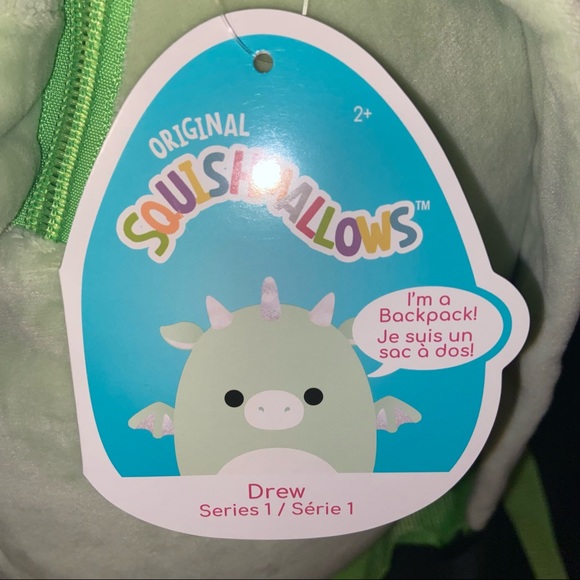 2+
ORIGINAL
SQUISHMALLOWS™
I'm a
Backpack!
Je suis un
sac à dos!
Drew
Series 1 / Série 1